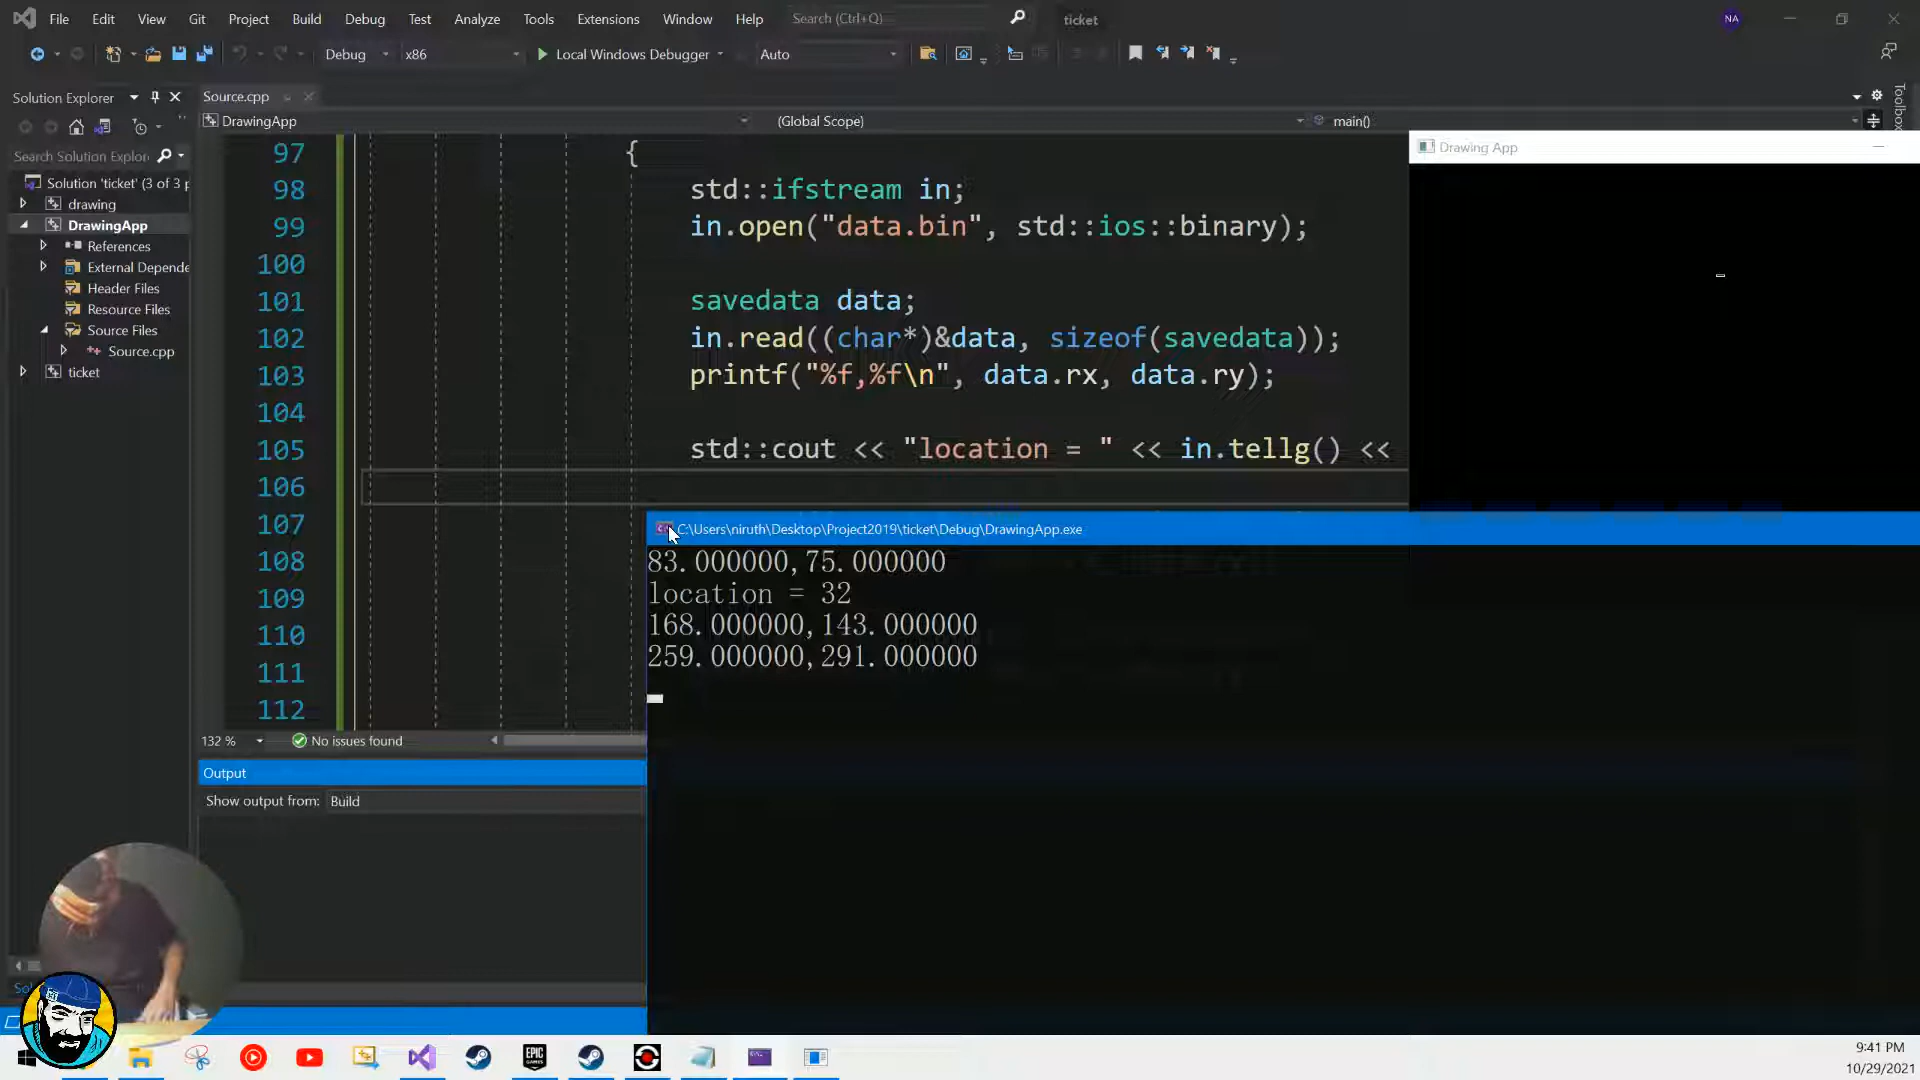 File Edit View Git Project Build Debug Test Analyze Tools Extensions Window Help Search (Ctrl+Q) ticket NA
Debug x86 Local Windows Debugger Auto
Solution Explorer
Source.cpp
Toolbox
DrawingApp (Global Scope) main()
Search Solution Explor
Solution 'ticket' (3 of 3 p
drawing
DrawingApp
References
External Depende
Header Files
Resource Files
Source Files
Source.cpp
ticket
97 {
98 std::ifstream in;
99 in.open("data.bin", std::ios::binary);
100
101 savedata data;
102 in.read((char*)&data, sizeof(savedata));
103 printf("%f,%f\n", data.rx, data.ry);
104
105 std::cout << "location = " << in.tellg() <<
106
107
108
109
110
111
112
Drawing App
C:\Users\niruth\Desktop\Project2019\ticket\Debug\DrawingApp.exe
83.000000,75.000000
location = 32
168.000000,143.000000
259.000000,291.000000
132 % No issues found
Output
Show output from: Build
EPIC GAMES
9:41 PM
10/29/2021